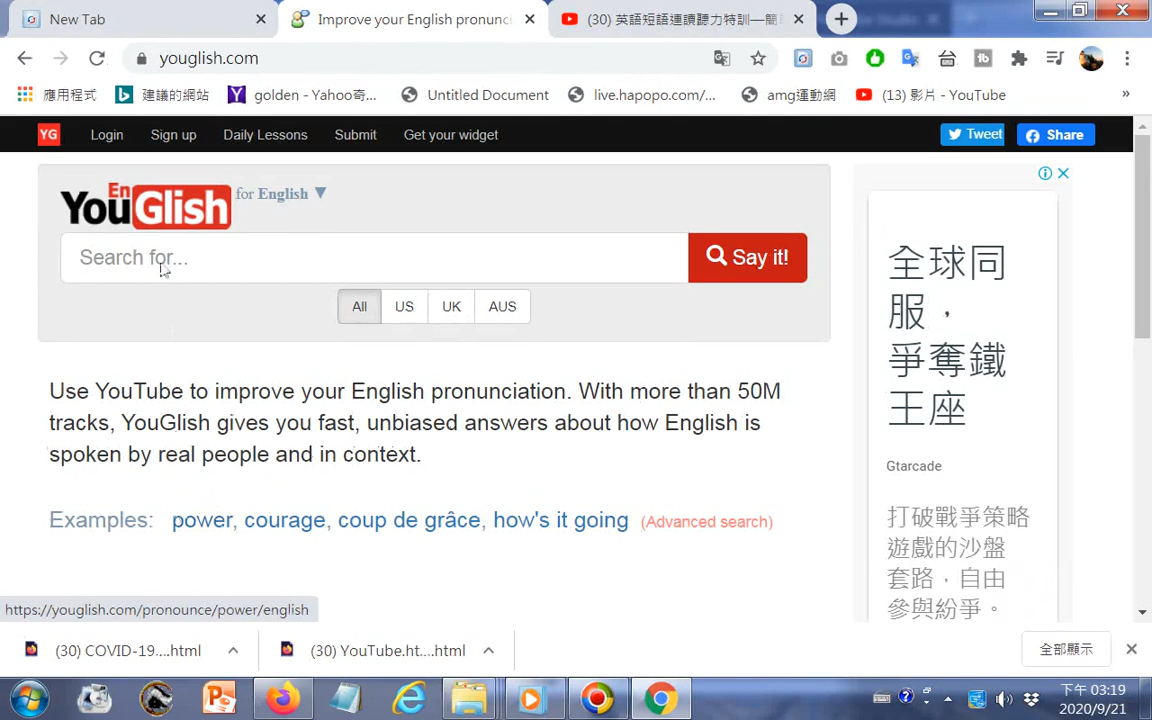 New Tab
Improve your English pronunci
(30) 英語短語連讀聽力特訓—簡
youglish.com
應用程式
建議的網站
golden - Yahoo奇...
Untitled Document
live.hapopo.com/...
amg運動網
(13) 影片 - YouTube
»
YG
Login
Sign up
Daily Lessons
Submit
Get your widget
Tweet
Share
En
YouGlish
for English ▼
Search for...
Say it!
All
US
UK
AUS
Use YouTube to improve your English pronunciation. With more than 50M
tracks, YouGlish gives you fast, unbiased answers about how English is
spoken by real people and in context.
Examples: power, courage, coup de grâce, how's it going (Advanced search)
全球同
服，
爭奪鐵
王座
Gtarcade
打破戰爭策略
遊戲的沙盤
套路，自由
參與紛爭。
https://youglish.com/pronounce/power/english
(30) COVID-19....html
(30) YouTube.ht....html
全部顯示
下午 03:19
2020/9/21